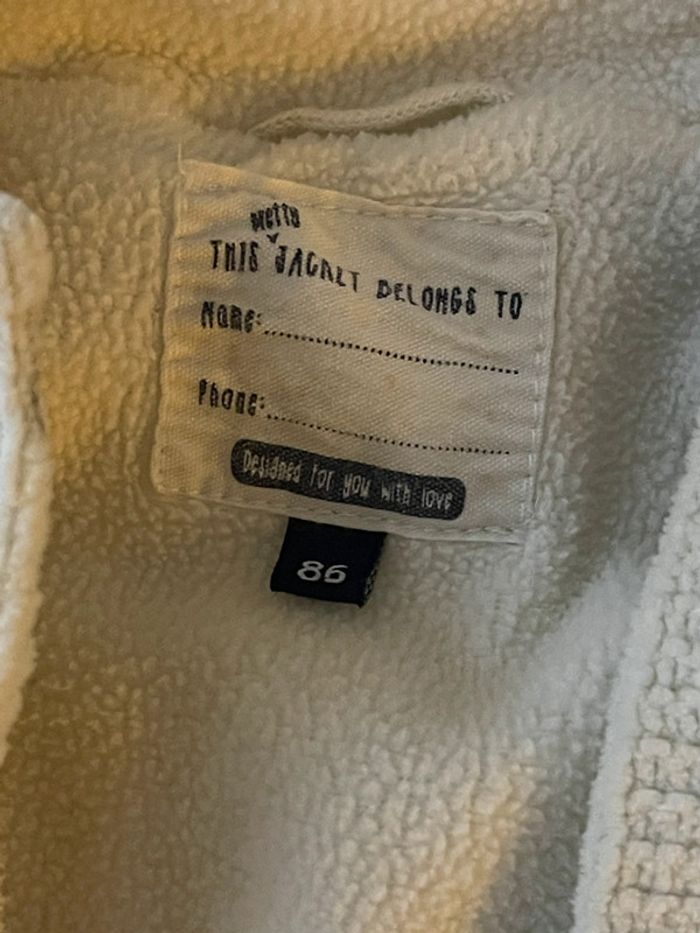 pretty
THIS JACKET BELONGS TO
Name:
Phone:
Designed for you with love
86